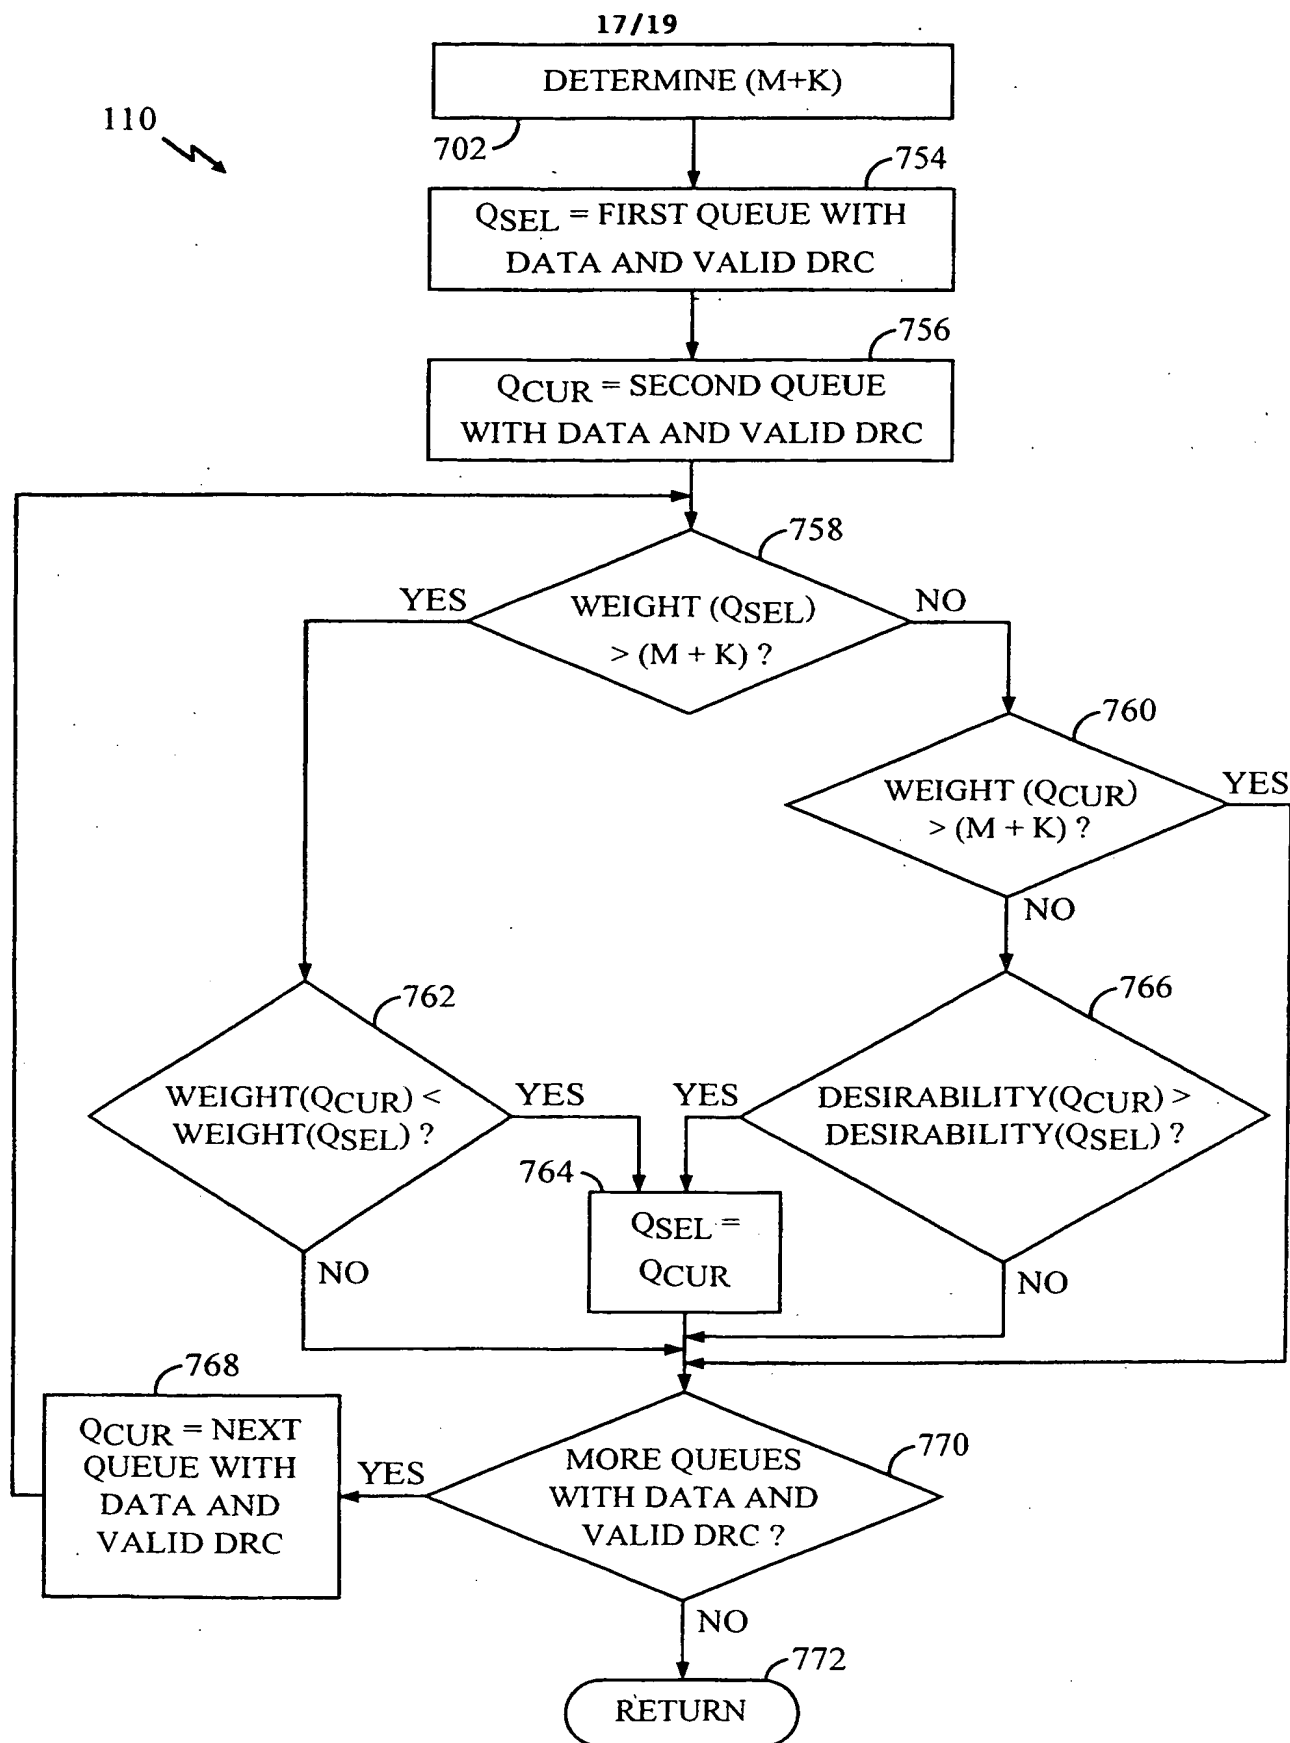 17/19
DETERMINE (M+K)
110
702
754
QSEL = FIRST QUEUE WITH
DATA AND VALID DRC
756
QCUR = SECOND QUEUE
WITH DATA AND VALID DRC
758
YES
WEIGHT (QSEL)
> (M + K) ?
NO
760
WEIGHT (QCUR)
> (M + K) ?
YES
NO
762
WEIGHT(QCUR) <
WEIGHT(QSEL) ?
YES
NO
766
YES
DESIRABILITY(QCUR) >
DESIRABILITY(QSEL) ?
NO
764
QSEL =
QCUR
768
QCUR = NEXT
QUEUE WITH
DATA AND
VALID DRC
YES
770
MORE QUEUES
WITH DATA AND
VALID DRC ?
NO
772
RETURN